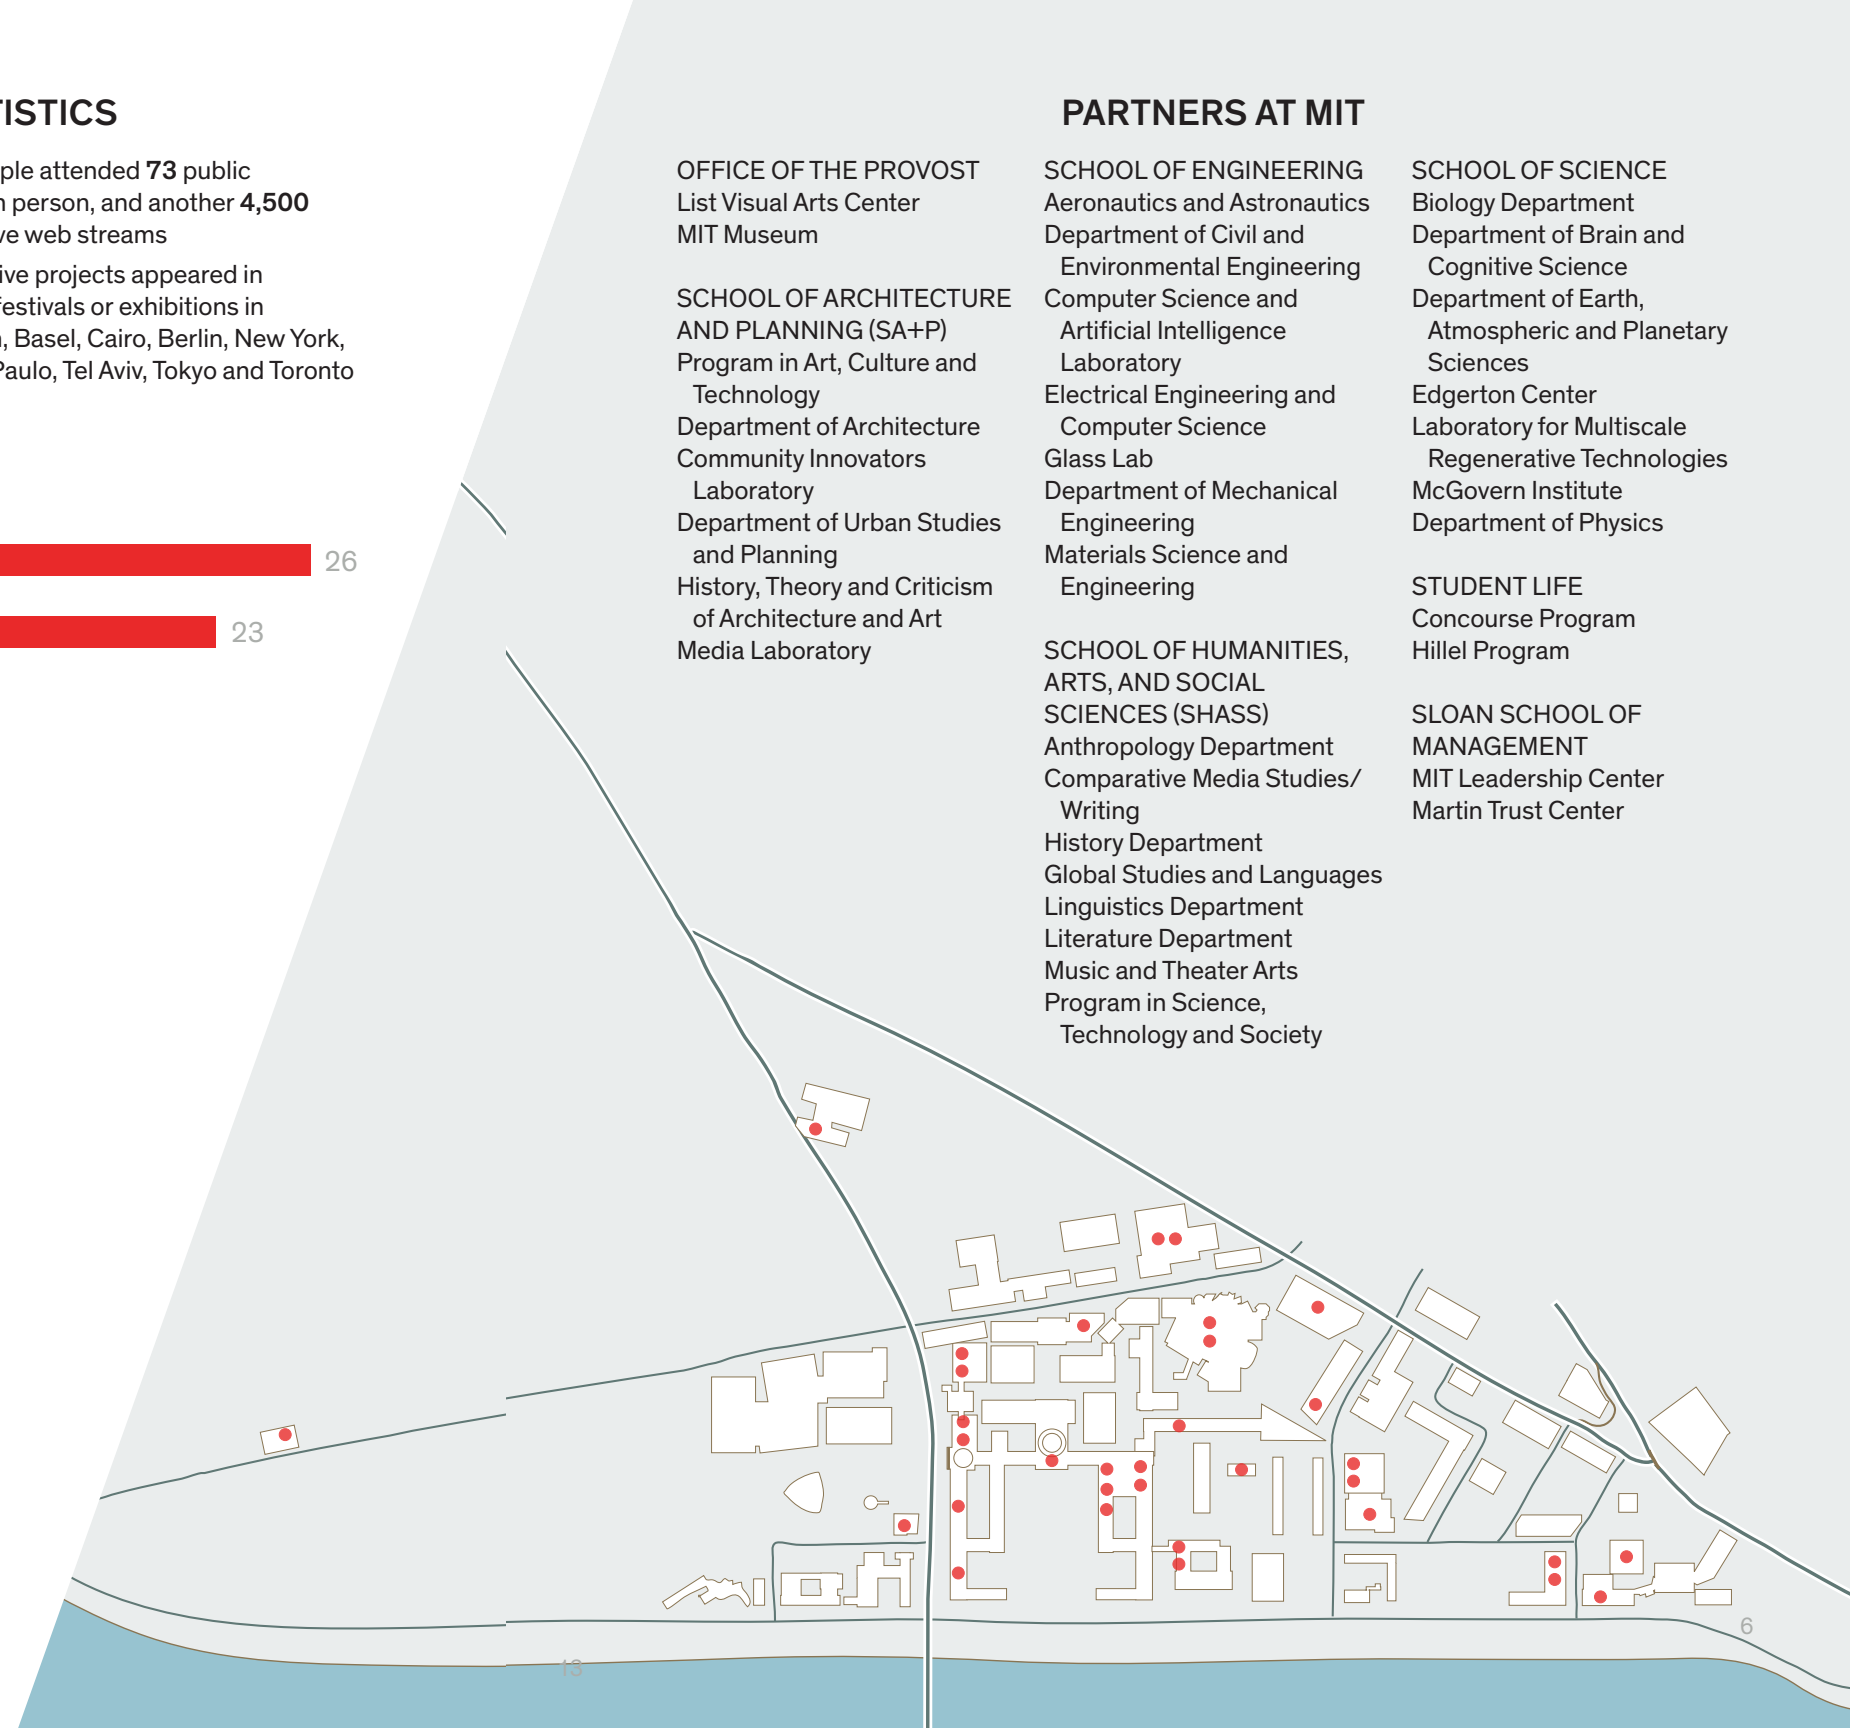 TISTICS
ple attended 73 public
n person, and another 4,500
ve web streams
ive projects appeared in
festivals or exhibitions in
, Basel, Cairo, Berlin, New York,
Paulo, Tel Aviv, Tokyo and Toronto
26
23
PARTNERS AT MIT
OFFICE OF THE PROVOST
List Visual Arts Center
MIT Museum
SCHOOL OF ARCHITECTURE
AND PLANNING (SA+P)
Program in Art, Culture and
Technology
Department of Architecture
Community Innovators
Laboratory
Department of Urban Studies
and Planning
History, Theory and Criticism
of Architecture and Art
Media Laboratory
SCHOOL OF ENGINEERING
Aeronautics and Astronautics
Department of Civil and
Environmental Engineering
Computer Science and
Artificial Intelligence
Laboratory
Electrical Engineering and
Computer Science
Glass Lab
Department of Mechanical
Engineering
Materials Science and
Engineering
SCHOOL OF HUMANITIES,
ARTS, AND SOCIAL
SCIENCES (SHASS)
Anthropology Department
Comparative Media Studies/
Writing
History Department
Global Studies and Languages
Linguistics Department
Literature Department
Music and Theater Arts
Program in Science,
Technology and Society
SCHOOL OF SCIENCE
Biology Department
Department of Brain and
Cognitive Science
Department of Earth,
Atmospheric and Planetary
Sciences
Edgerton Center
Laboratory for Multiscale
Regenerative Technologies
McGovern Institute
Department of Physics
STUDENT LIFE
Concourse Program
Hillel Program
SLOAN SCHOOL OF
MANAGEMENT
MIT Leadership Center
Martin Trust Center
6
13